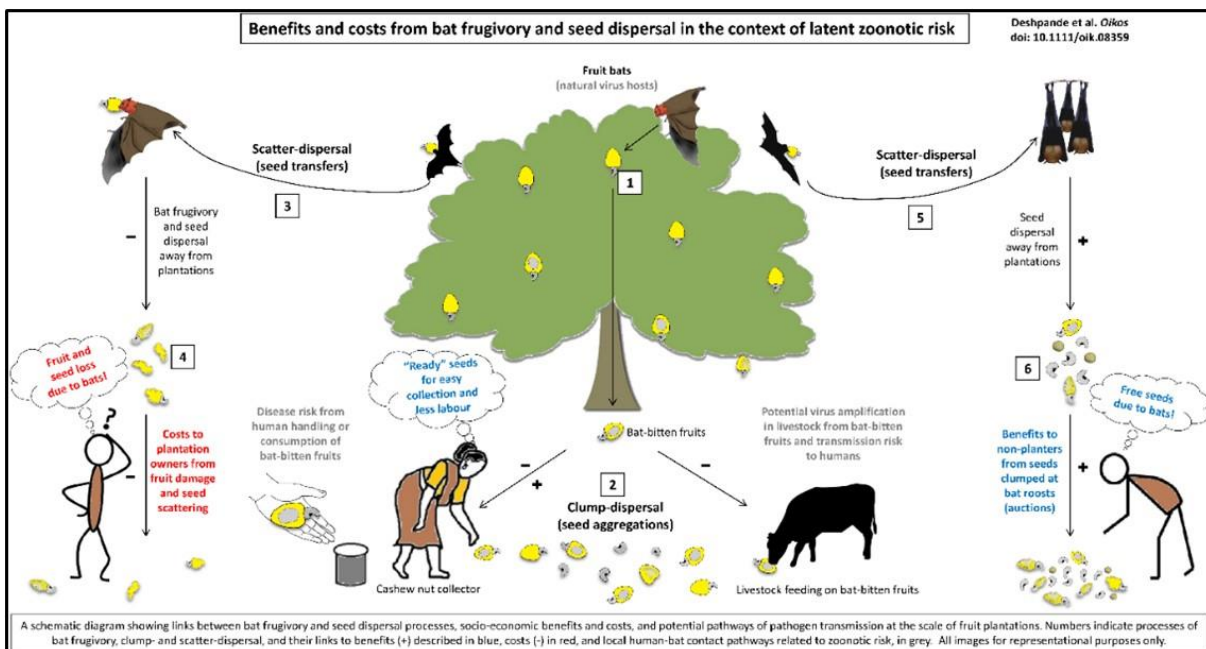 Benefits and costs from bat frugivory and seed dispersal in the context of latent zoonotic risk
Deshpande et al. Oikos
doi: 10.1111/oik.08359
Fruit bats
(natural virus hosts)
Scatter-dispersal
(seed transfers)
3
1
Scatter-dispersal
(seed transfers)
5
Bat frugivory
and seed
dispersal
away from
plantations
−
Seed
dispersal
away from
plantations
+
4
Fruit and
seed loss
due to bats!
?
Costs to
plantation
owners from
fruit damage
and seed
scattering
−
Disease risk from
human handling or
consumption of
bat-bitten fruits
"Ready" seeds
for easy
collection and
less labour
Cashew nut collector
Bat-bitten fruits
−
+
−
2
Clump-dispersal
(seed aggregations)
Potential virus amplification
in livestock from bat-bitten
fruits and transmission risk
to humans
Livestock feeding on bat-bitten fruits
6
Free seeds
due to bats!
Benefits to
non-planters
from seeds
clumped at
bat roosts
(auctions)
+
A schematic diagram showing links between bat frugivory and seed dispersal processes, socio-economic benefits and costs, and potential pathways of pathogen transmission at the scale of fruit plantations. Numbers indicate processes of
bat frugivory, clump- and scatter-dispersal, and their links to benefits (+) described in blue, costs (-) in red, and local human-bat contact pathways related to zoonotic risk, in grey. All images for representational purposes only.